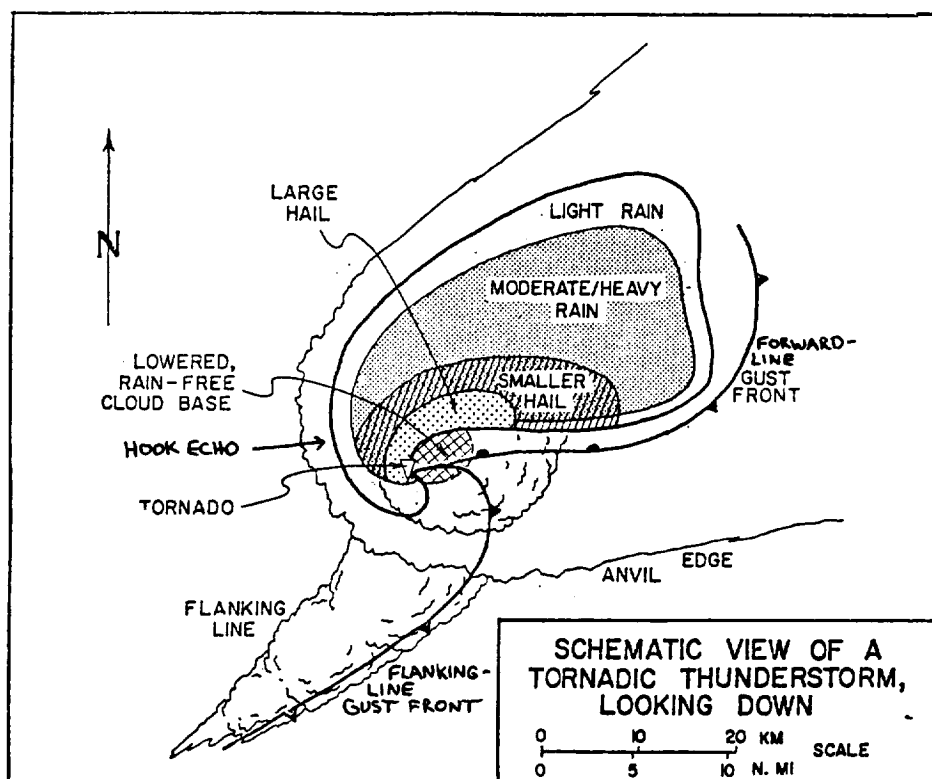 LARGE
HAIL
N
LIGHT RAIN
MODERATE/HEAVY
RAIN
FORWARD-
LINE
GUST
FRONT
LOWERED,
RAIN-FREE
CLOUD BASE
SMALLER
HAIL
HOOK ECHO
TORNADO
ANVIL EDGE
FLANKING
LINE
FLANKING-
LINE
GUST FRONT
SCHEMATIC VIEW OF A
TORNADIC THUNDERSTORM,
LOOKING DOWN
0 10 20 KM
SCALE
0 5 10 N. MI